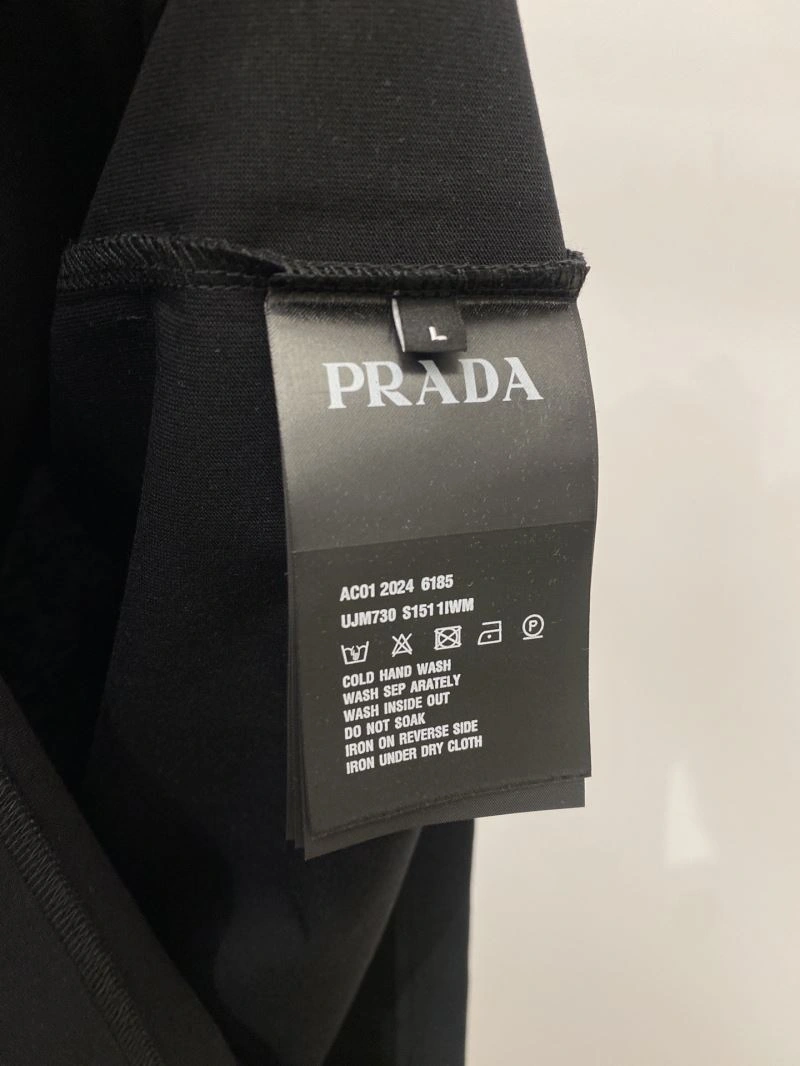 L
PRADA
AC01 2024 6185
UJM730 S151 1IWM
P
COLD HAND WASH
WASH SEP ARATELY
WASH INSIDE OUT
DO NOT SOAK
IRON ON REVERSE SIDE
IRON UNDER DRY CLOTH